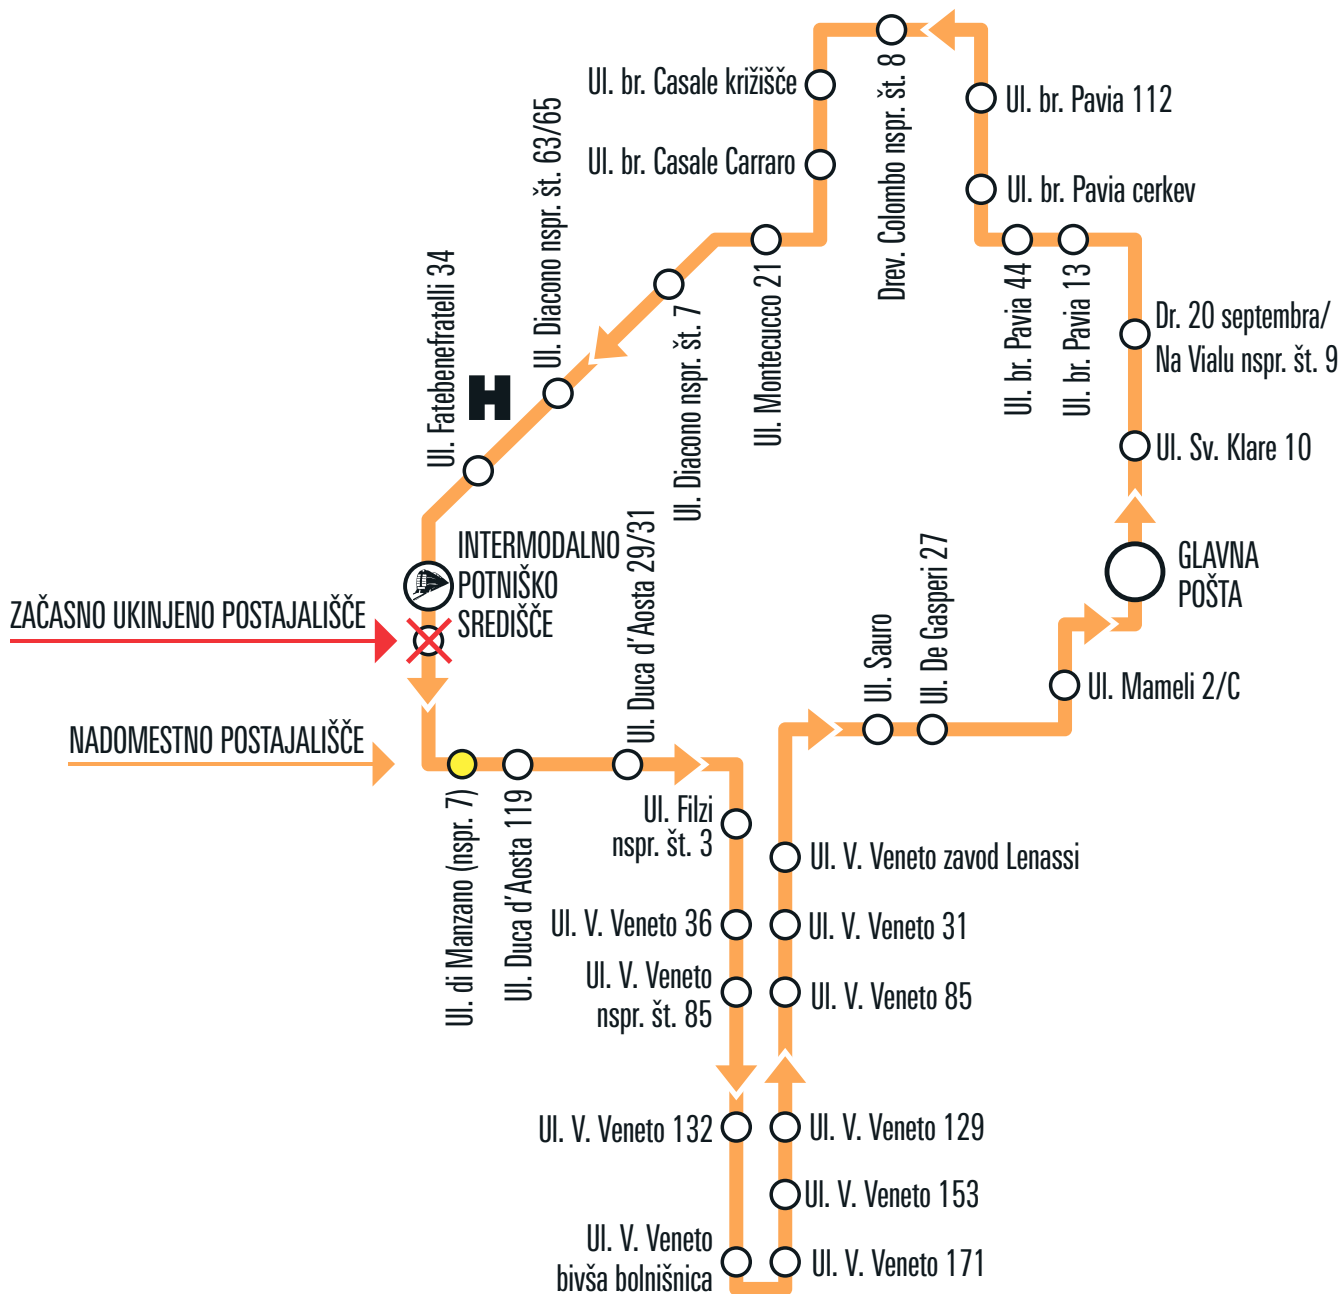 Ul. br. Casale križišče
Ul. br. Casale Carraro
Drev. Colombo nspr. št. 8
Ul. br. Pavia 112
Ul. br. Pavia cerkev
Ul. br. Pavia 44
Ul. br. Pavia 13
Dr. 20 septembra/
Na Vialu nspr. št. 9
Ul. Sv. Klare 10
GLAVNA
POŠTA
Ul. Mameli 2/C
Ul. De Gasperi 27
Ul. Sauro
Ul. Montecucco 21
Ul. Diacono nspr. št. 7
Ul. Diacono nspr. št. 63/65
H
Ul. Fatebenefratelli 34
INTERMODALNO
POTNIŠKO
SREDIŠČE
ZAČASNO UKINJENO POSTAJALIŠČE
NADOMESTNO POSTAJALIŠČE
Ul. di Manzano (nspr. 7)
Ul. Duca d'Aosta 119
Ul. Duca d'Aosta 29/31
Ul. Filzi
nspr. št. 3
Ul. V. Veneto 36
Ul. V. Veneto
nspr. št. 85
Ul. V. Veneto 132
Ul. V. Veneto
bivša bolnišnica
Ul. V. Veneto zavod Lenassi
Ul. V. Veneto 31
Ul. V. Veneto 85
Ul. V. Veneto 129
Ul. V. Veneto 153
Ul. V. Veneto 171